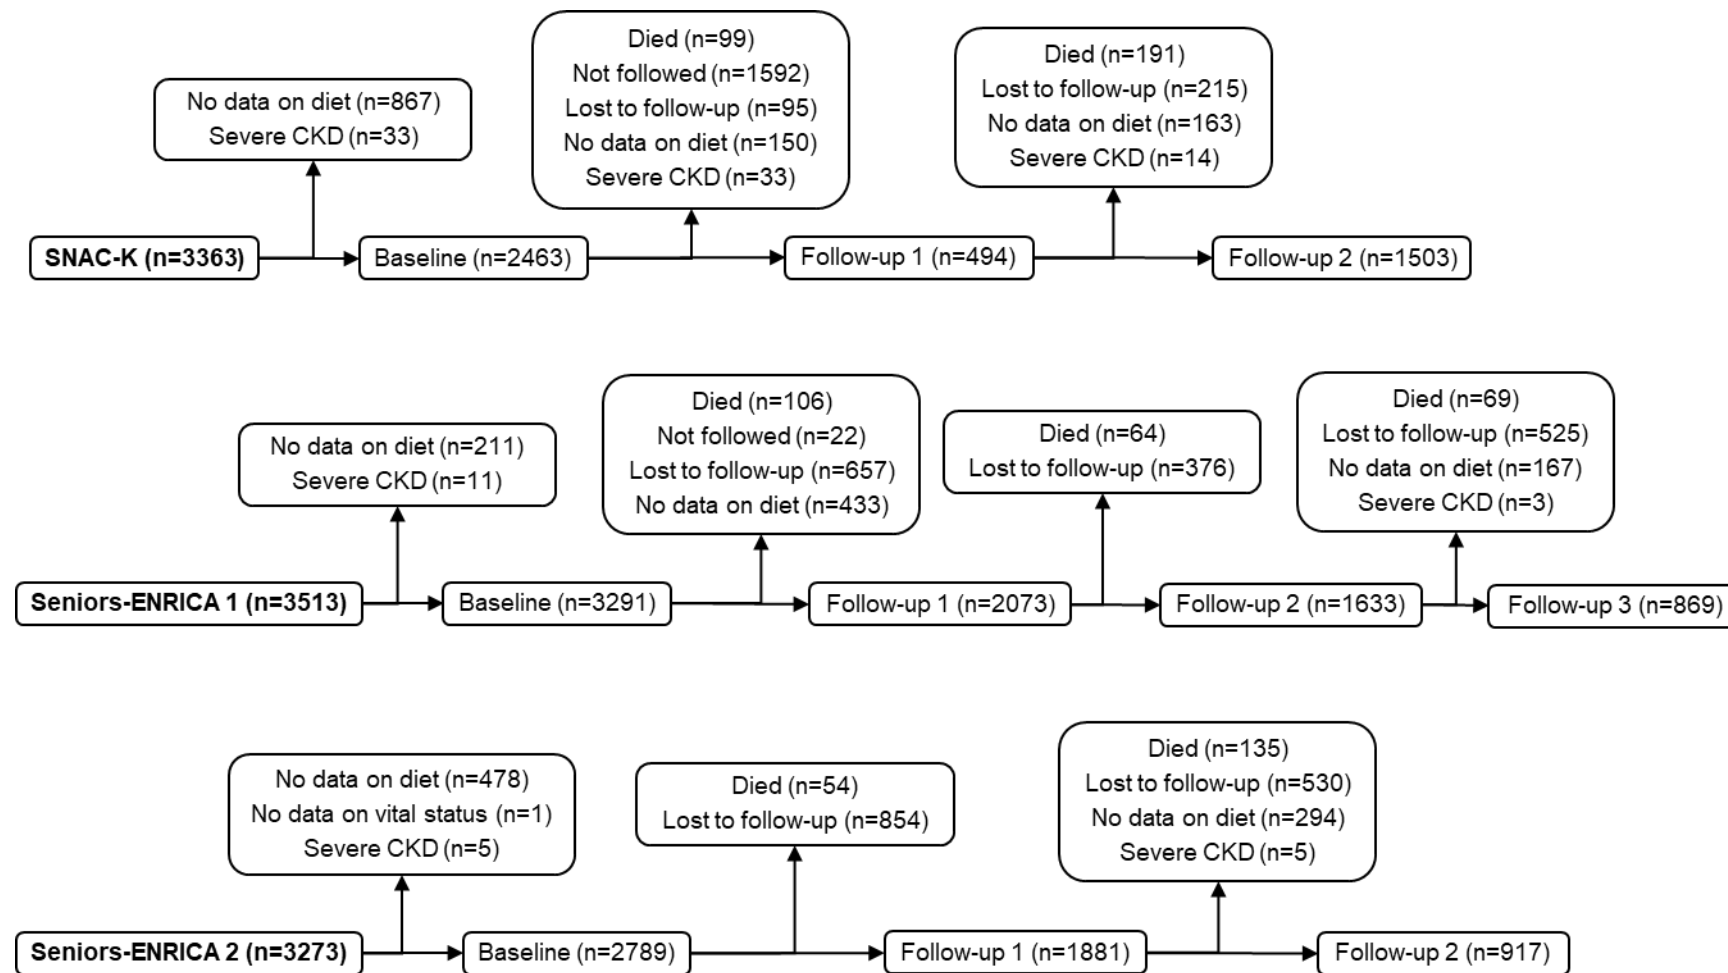 No data on diet (n=867)
Severe CKD (n=33)
Died (n=99)
Not followed (n=1592)
Lost to follow-up (n=95)
No data on diet (n=150)
Severe CKD (n=33)
Died (n=191)
Lost to follow-up (n=215)
No data on diet (n=163)
Severe CKD (n=14)
SNAC-K (n=3363)
Baseline (n=2463)
Follow-up 1 (n=494)
Follow-up 2 (n=1503)
No data on diet (n=211)
Severe CKD (n=11)
Died (n=106)
Not followed (n=22)
Lost to follow-up (n=657)
No data on diet (n=433)
Died (n=64)
Lost to follow-up (n=376)
Died (n=69)
Lost to follow-up (n=525)
No data on diet (n=167)
Severe CKD (n=3)
Seniors-ENRICA 1 (n=3513)
Baseline (n=3291)
Follow-up 1 (n=2073)
Follow-up 2 (n=1633)
Follow-up 3 (n=869)
No data on diet (n=478)
No data on vital status (n=1)
Severe CKD (n=5)
Died (n=54)
Lost to follow-up (n=854)
Died (n=135)
Lost to follow-up (n=530)
No data on diet (n=294)
Severe CKD (n=5)
Seniors-ENRICA 2 (n=3273)
Baseline (n=2789)
Follow-up 1 (n=1881)
Follow-up 2 (n=917)